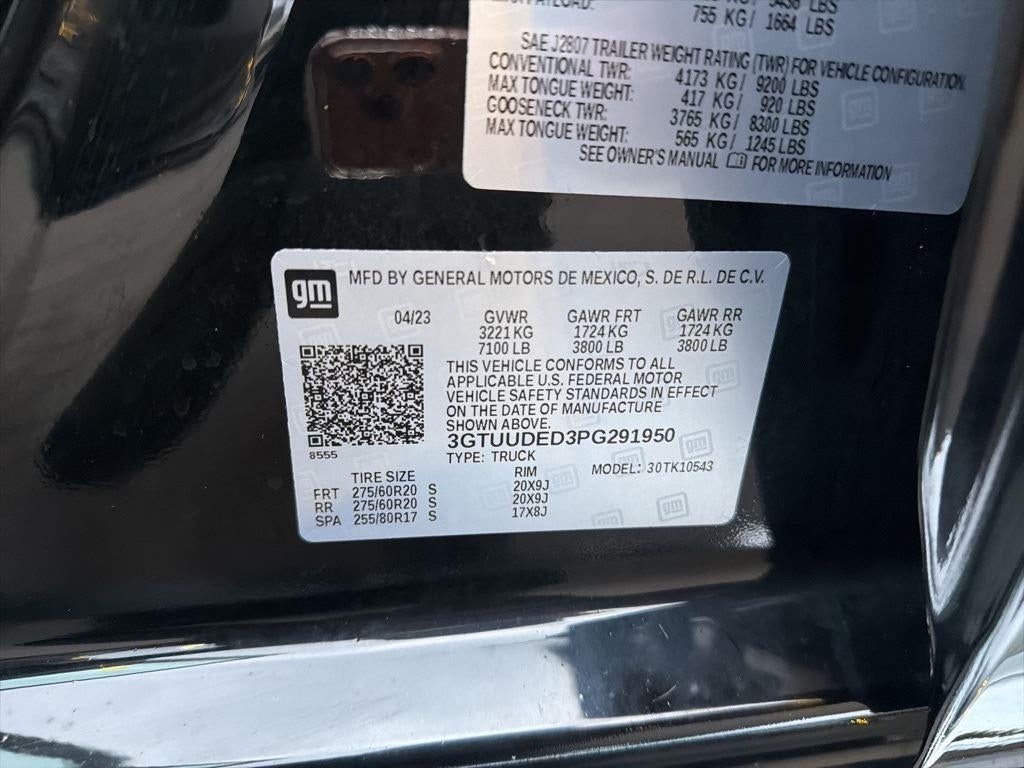 755 KG/ 1664 LBS
SAE J2807 TRAILER WEIGHT RATING (TWR) FOR VEHICLE CONFIGURATION.
CONVENTIONAL TWR: 4173 KG/ 9200 LBS
MAX TONGUE WEIGHT: 417 KG/ 920 LBS
GOOSENECK TWR: 3765 KG/ 8300 LBS
MAX TONGUE WEIGHT: 565 KG/ 1245 LBS
SEE OWNER'S MANUAL FOR MORE INFORMATION
gm MFD BY GENERAL MOTORS DE MEXICO, S. DE R.L. DE C.V.
04/23 GVWR GAWR FRT GAWR RR
3221 KG 1724 KG 1724 KG
7100 LB 3800 LB 3800 LB
THIS VEHICLE CONFORMS TO ALL
APPLICABLE U.S. FEDERAL MOTOR
VEHICLE SAFETY STANDARDS IN EFFECT
ON THE DATE OF MANUFACTURE
SHOWN ABOVE.
3GTUUDED3PG291950
8555 TYPE: TRUCK MODEL: 30TK10543
TIRE SIZE RIM
FRT 275/60R20 S 20X9J
RR 275/60R20 S 20X9J
SPA 255/80R17 S 17X8J